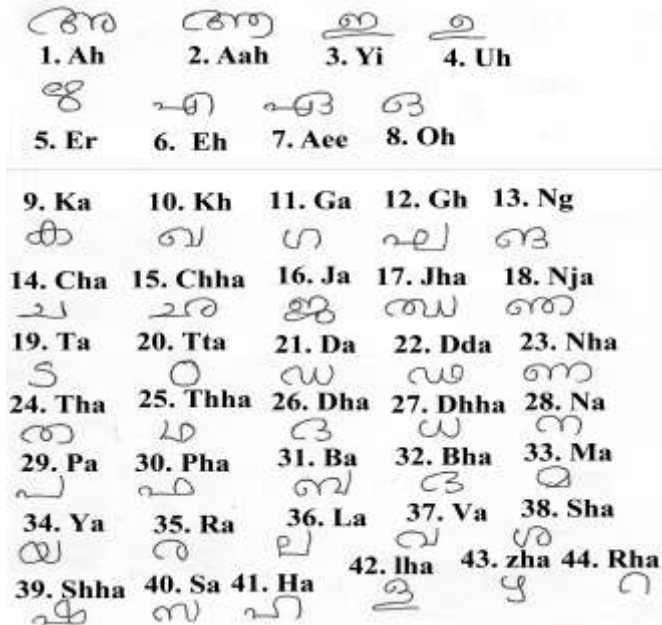 അ ആ ഇ ഉ
1. Ah 2. Aah 3. Yi 4. Uh
ഋ എ ഏ ഒ
5. Er 6. Eh 7. Aee 8. Oh
9. Ka 10. Kh 11. Ga 12. Gh 13. Ng
ക ഖ ഗ ഘ ങ
14. Cha 15. Chha 16. Ja 17. Jha 18. Nja
ച ഛ ജ ഝ ഞ
19. Ta 20. Tta 21. Da 22. Dda 23. Nha
ട ഠ ഡ ഢ ണ
24. Tha 25. Thha 26. Dha 27. Dhha 28. Na
ത ഥ ദ ധ ന
29. Pa 30. Pha 31. Ba 32. Bha 33. Ma
പ ഫ ബ ഭ മ
34. Ya 35. Ra 36. La 37. Va 38. Sha
യ ര ല വ ശ
39. Shha 40. Sa 41. Ha 42. lha 43. zha 44. Rha
ഷ സ ഹ ള ഴ റ